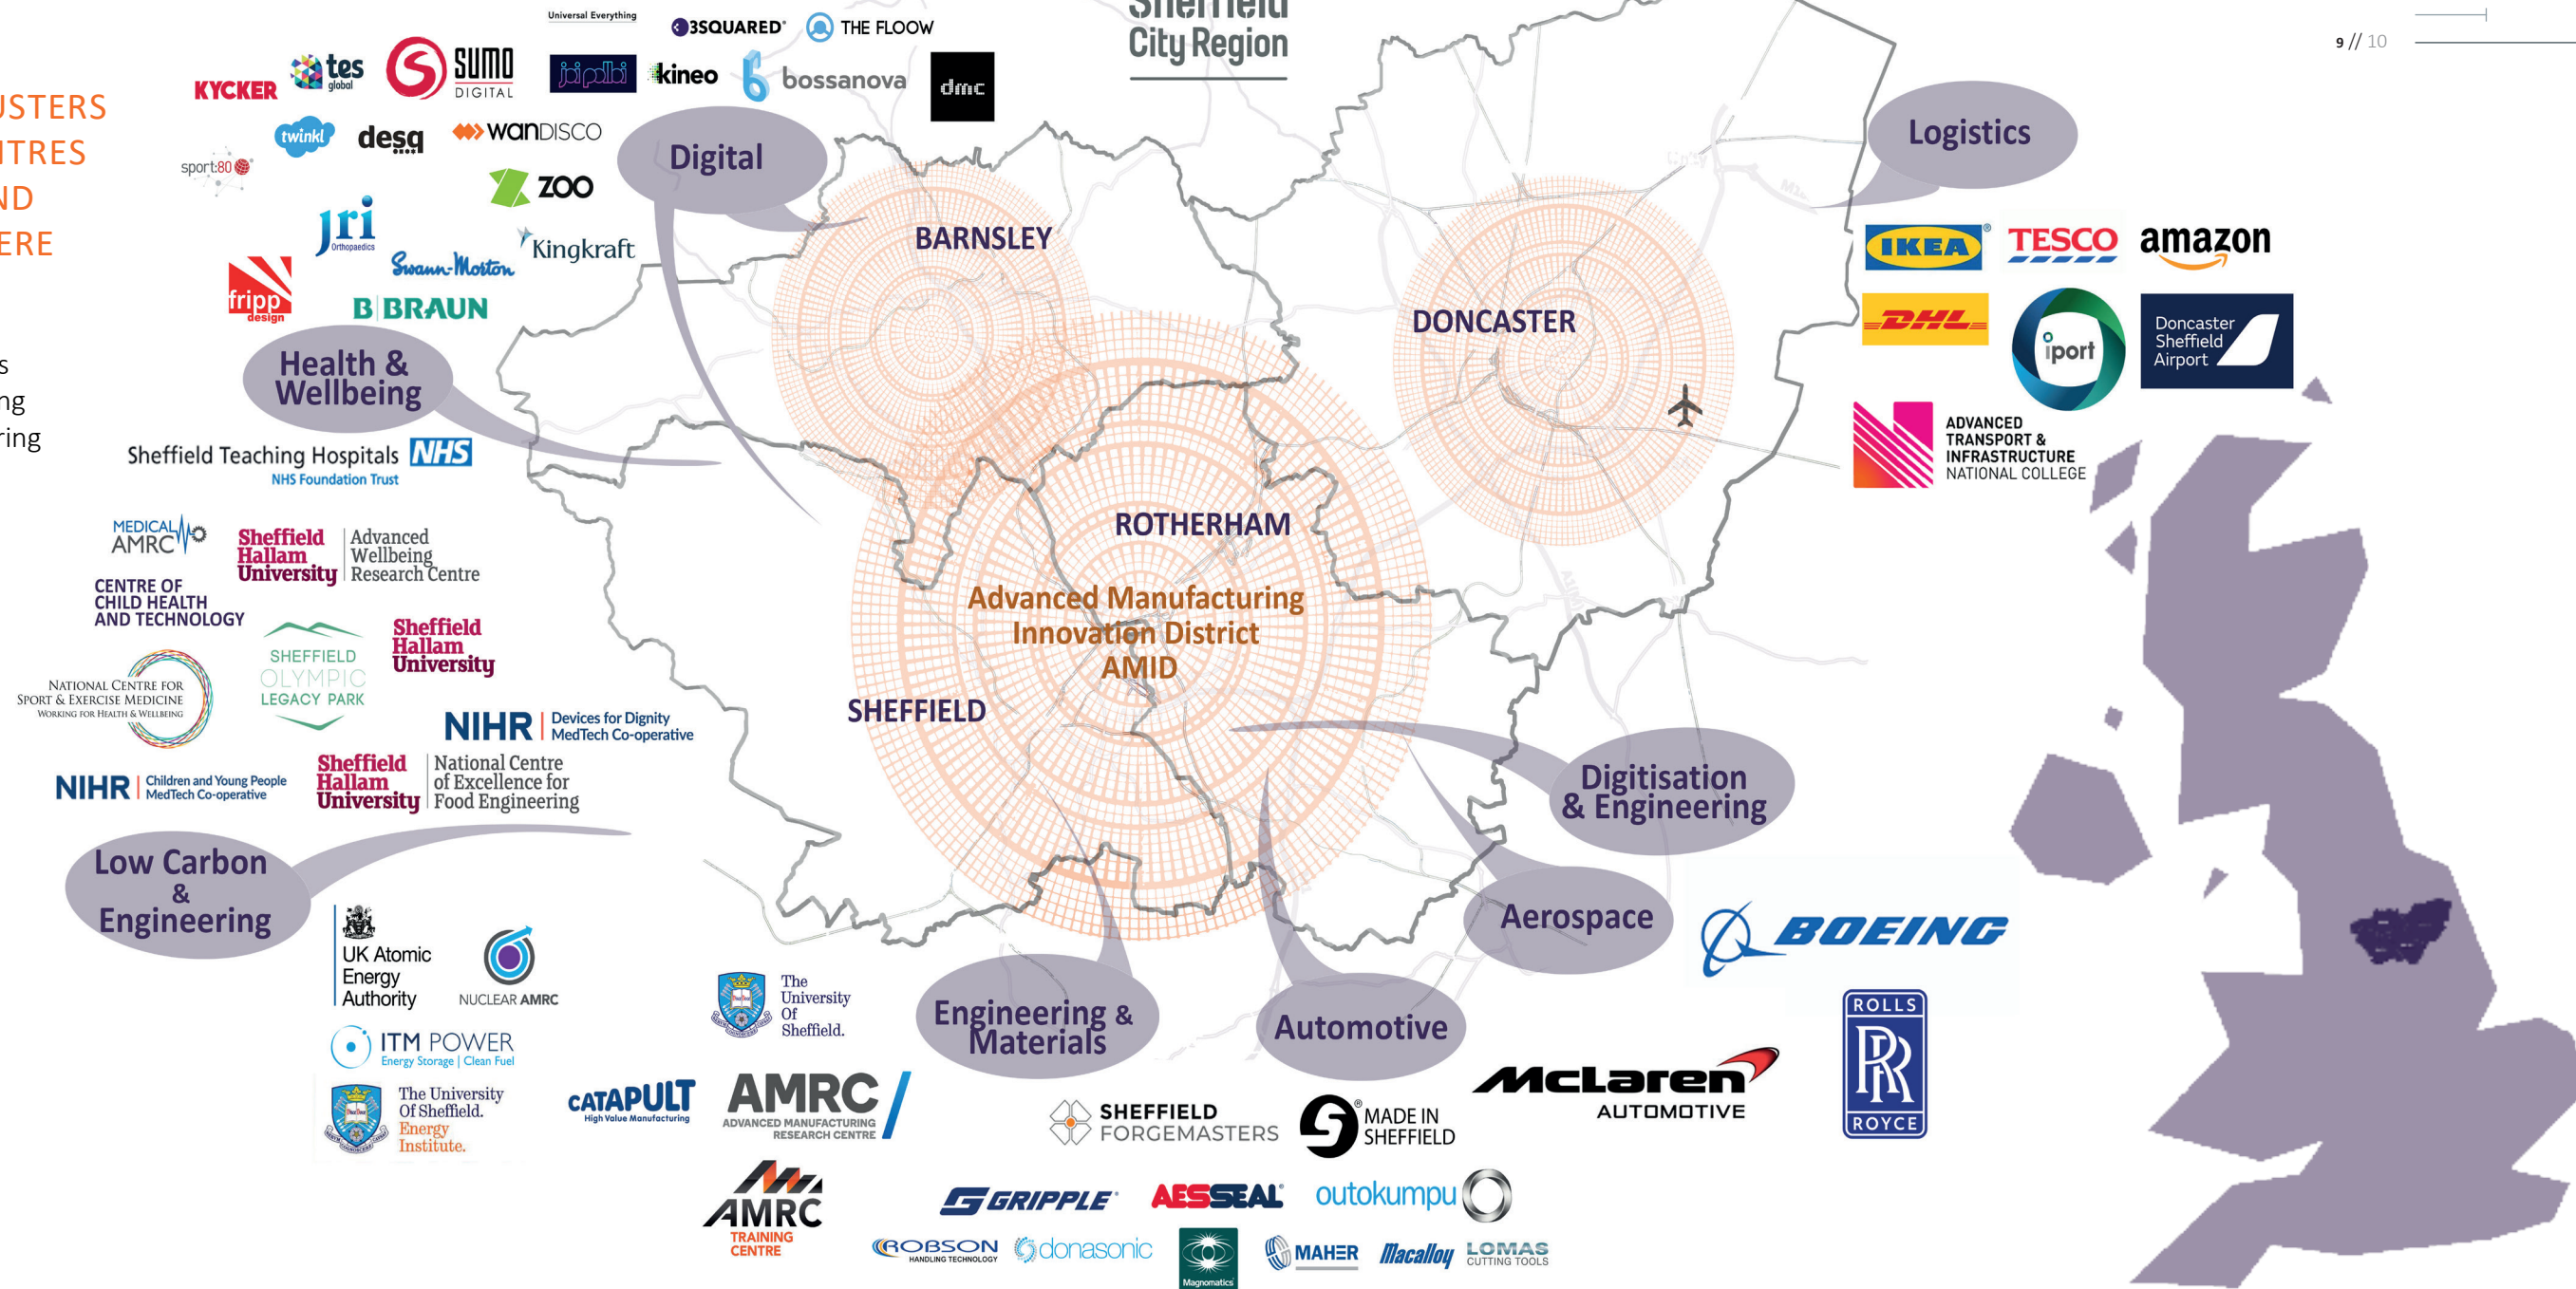 Sheffield
City Region
9 // 10
USTERS
ITRES
ND
ERE
s
ng
ring
Universal Everything
3SQUARED
THE FLOOW
KYCKER
tes
global
SUMO
DIGITAL
kineo
bossanova
dmc
twinkl
desq
WANDISCO
sport:80
ZOO
Digital
jri
Orthopaedics
Swann-Morton
Kingkraft
fripp
design
B BRAUN
Health &
Wellbeing
Sheffield Teaching Hospitals NHS
NHS Foundation Trust
MEDICAL
AMRC
Sheffield
Hallam
University
Advanced
Wellbeing
Research Centre
CENTRE OF
CHILD HEALTH
AND TECHNOLOGY
SHEFFIELD
OLYMPIC
LEGACY PARK
Sheffield
Hallam
University
NATIONAL CENTRE FOR
SPORT & EXERCISE MEDICINE
WORKING FOR HEALTH & WELLBEING
NIHR
Devices for Dignity
MedTech Co-operative
NIHR
Children and Young People
MedTech Co-operative
Sheffield
Hallam
University
National Centre
of Excellence for
Food Engineering
Low Carbon
&
Engineering
UK Atomic
Energy
Authority
NUCLEAR AMRC
ITM POWER
Energy Storage | Clean Fuel
The University
Of Sheffield.
Energy
Institute.
BARNSLEY
DONCASTER
ROTHERHAM
Advanced Manufacturing
Innovation District
AMID
SHEFFIELD
A1(M)
Logistics
IKEA
TESCO
amazon
DHL
iport
Doncaster
Sheffield
Airport
ADVANCED
TRANSPORT &
INFRASTRUCTURE
NATIONAL COLLEGE
Digitisation
& Engineering
Aerospace
BOEING
ROLLS
RR
ROYCE
Automotive
McLaren
AUTOMOTIVE
Engineering &
Materials
The
University
Of
Sheffield.
CATAPULT
High Value Manufacturing
AMRC
ADVANCED MANUFACTURING
RESEARCH CENTRE
AMRC
TRAINING
CENTRE
SHEFFIELD
FORGEMASTERS
MADE IN
SHEFFIELD
GRIPPLE
AESSEAL
outokumpu
ROBSON
HANDLING TECHNOLOGY
donasonic
Magnomatics
MAHER
Macalloy
LOMAS
CUTTING TOOLS